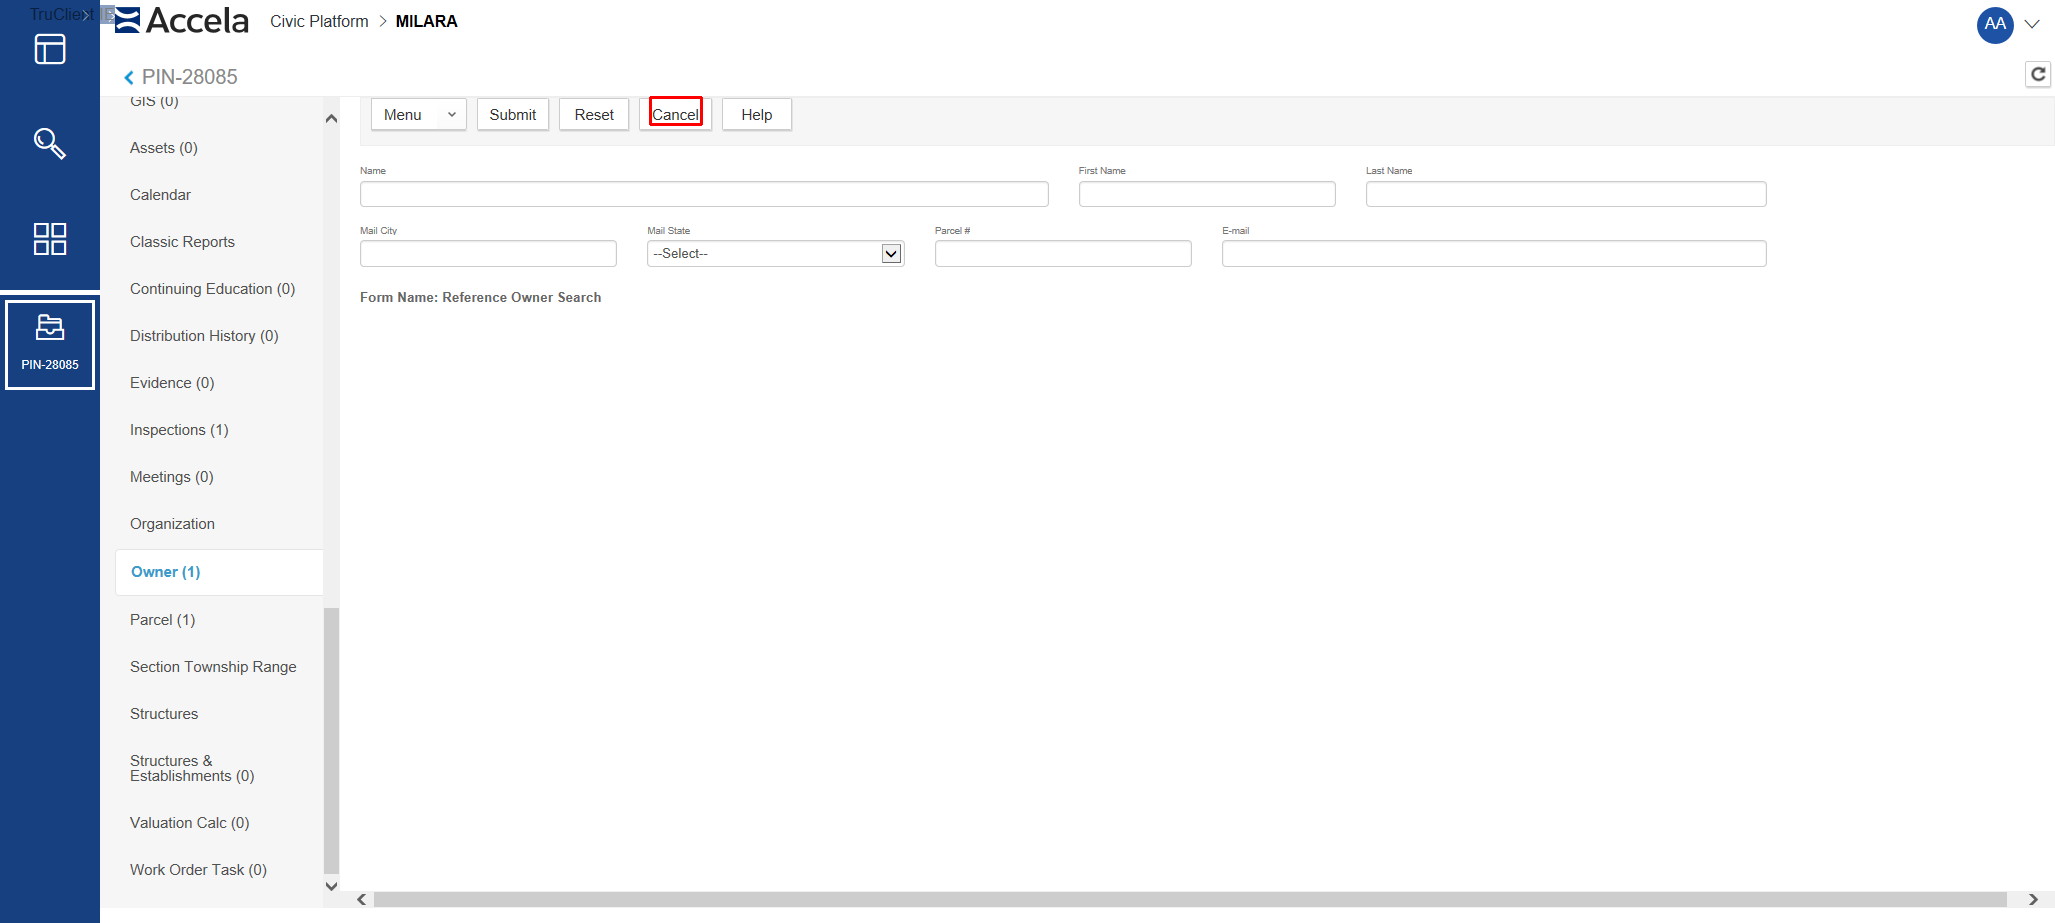 TruClient
Accela
Civic Platform > MILARA
AA
PIN-28085
GIS (0)
Menu
Submit
Reset
Cancel
Help
Assets (0)
Calendar
Classic Reports
Continuing Education (0)
Distribution History (0)
Evidence (0)
Inspections (1)
Meetings (0)
Organization
Owner (1)
Parcel (1)
Section Township Range
Structures
Structures &
Establishments (0)
Valuation Calc (0)
Work Order Task (0)
PIN-28085
Name
First Name
Last Name
Mail City
Mail State
Parcel #
E-mail
--Select--
Form Name: Reference Owner Search